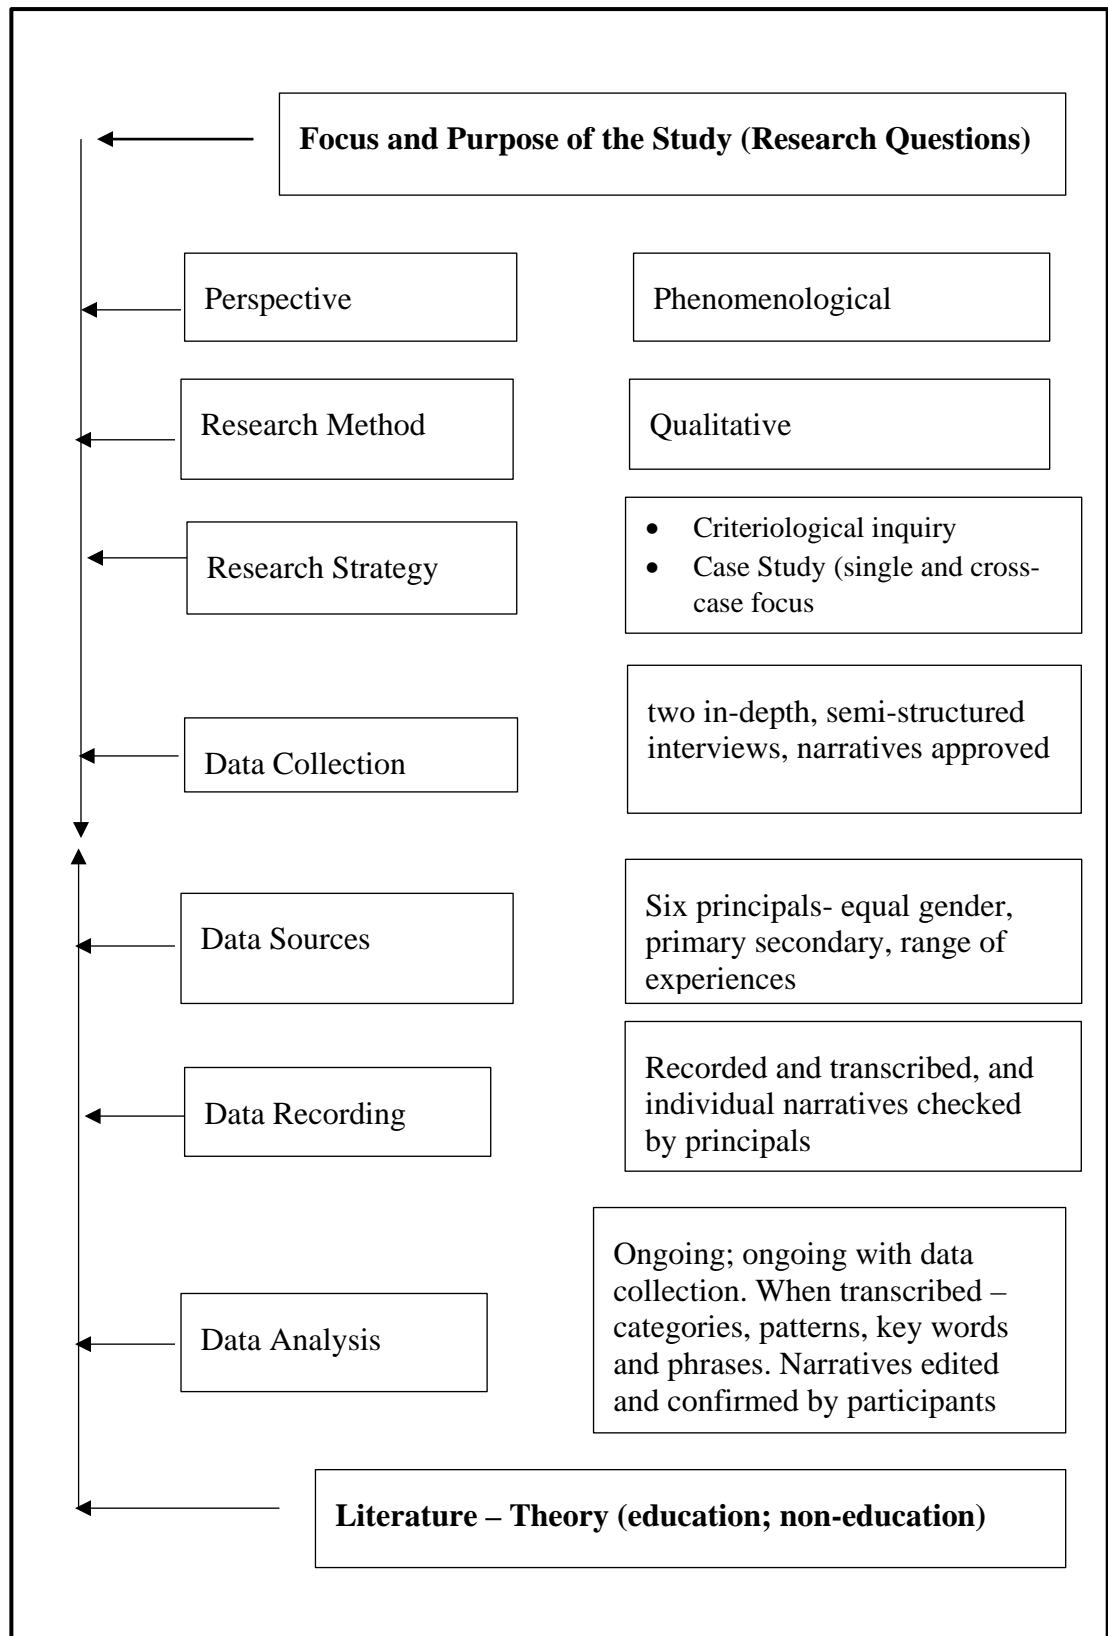 Focus and Purpose of the Study (Research Questions)
Perspective
Phenomenological
Research Method
Qualitative
Research Strategy
• Criteriological inquiry
• Case Study (single and cross-
case focus
Data Collection
two in-depth, semi-structured
interviews, narratives approved
Data Sources
Six principals- equal gender,
primary secondary, range of
experiences
Data Recording
Recorded and transcribed, and
individual narratives checked
by principals
Data Analysis
Ongoing; ongoing with data
collection. When transcribed –
categories, patterns, key words
and phrases. Narratives edited
and confirmed by participants
Literature – Theory (education; non-education)